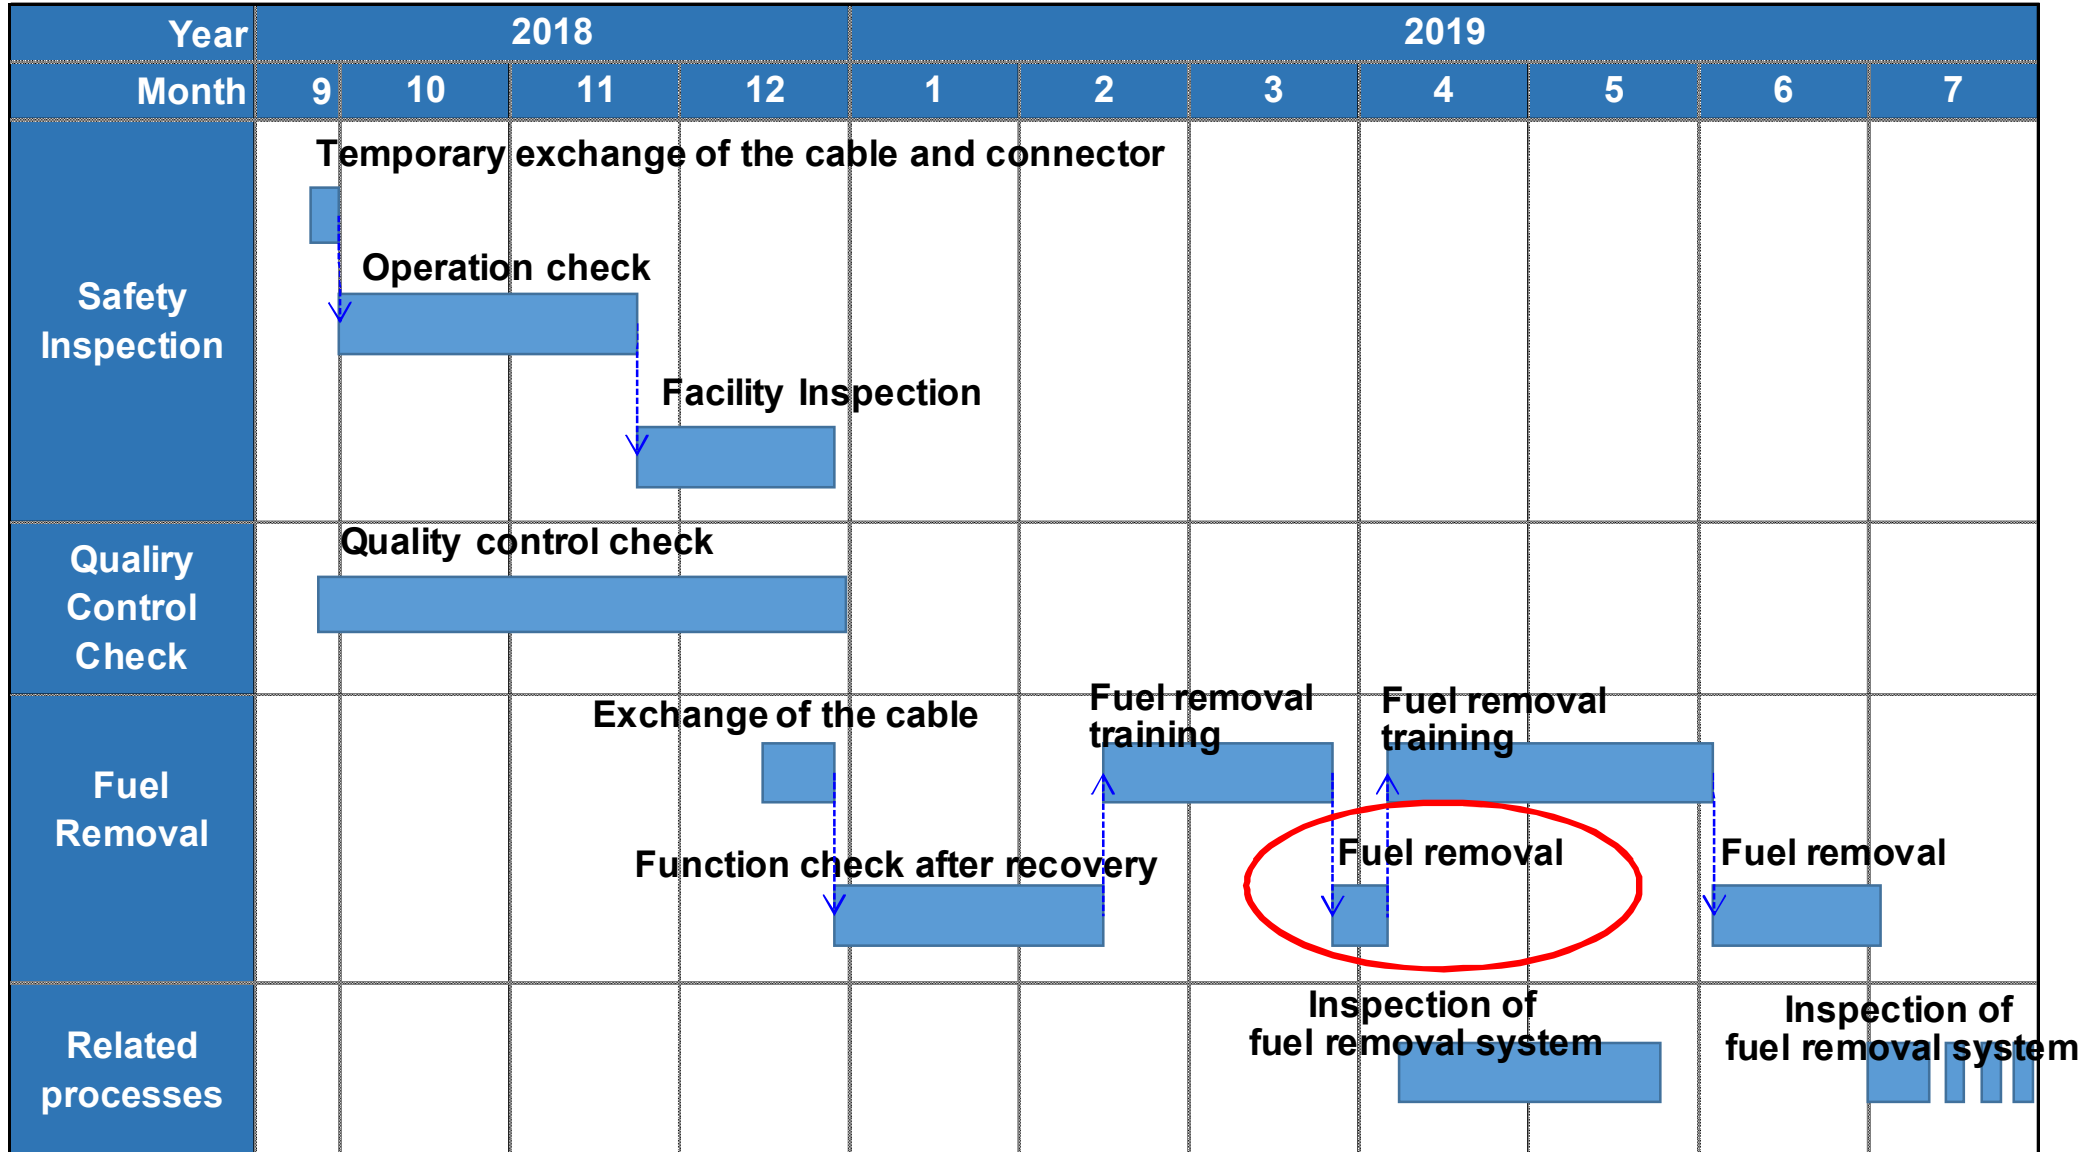 Year 2018 2019
Month 9 10 11 12 1 2 3 4 5 6 7
Safety
Inspection
Temporary exchange of the cable and connector
Operation check
Facility Inspection
Qualiry
Control
Check
Quality control check
Fuel
Removal
Exchange of the cable
Function check after recovery
Fuel removal
training
Fuel removal
Fuel removal
training
Fuel removal
Related
processes
Inspection of
fuel removal system
Inspection of
fuel removal system